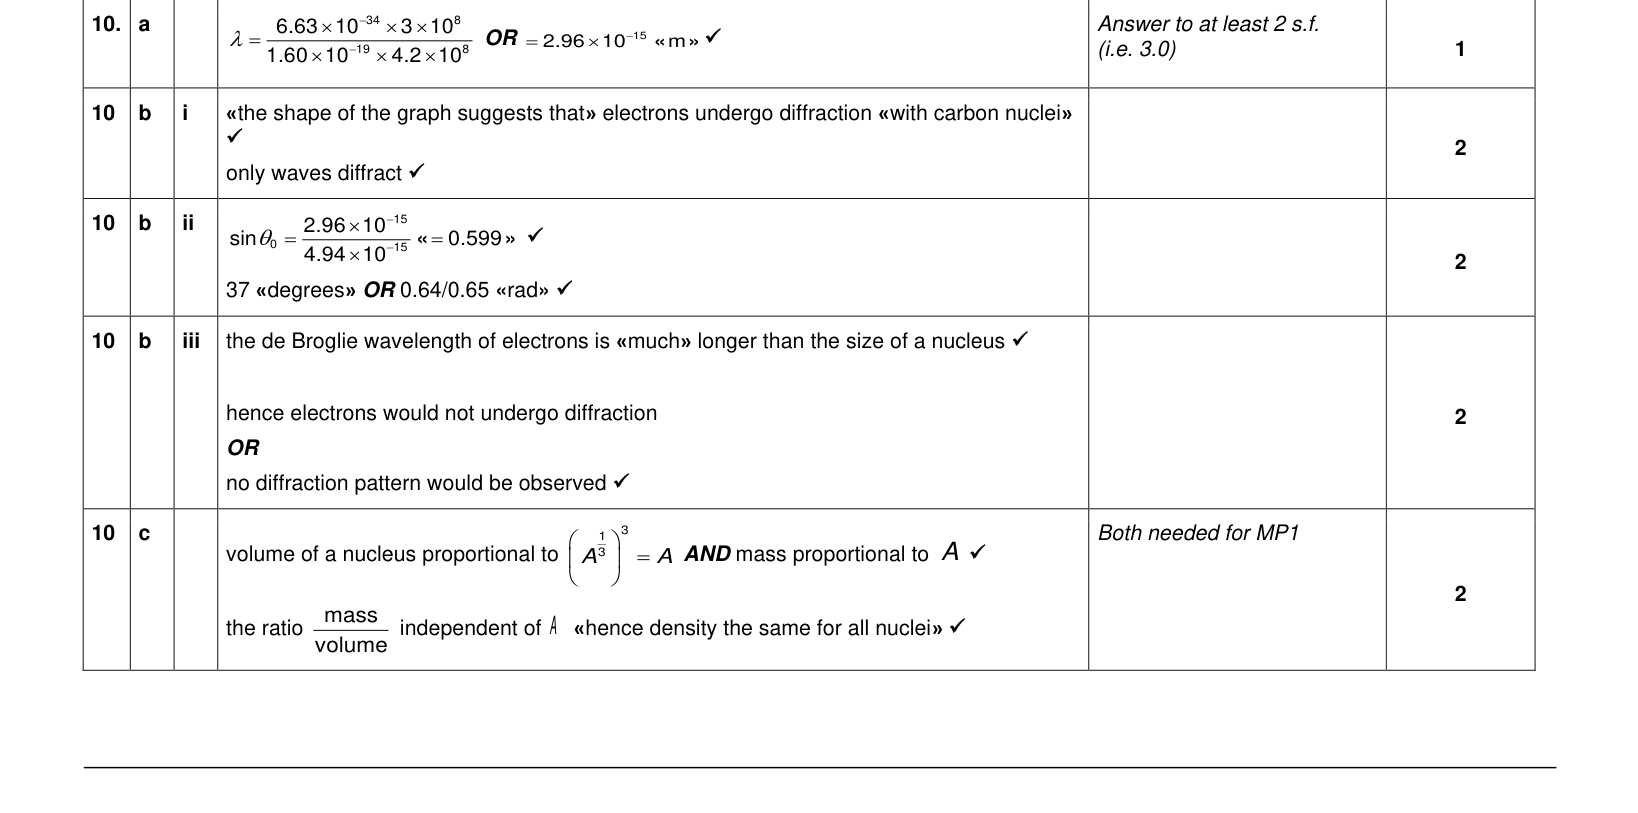 10. a λ = 6.63×10⁻³⁴ ×3×10⁸ / 1.60×10⁻¹⁹ ×4.2×10⁸ OR = 2.96×10⁻¹⁵ «m» ✓ Answer to at least 2 s.f.
(i.e. 3.0) 1
10 b i «the shape of the graph suggests that» electrons undergo diffraction «with carbon nuclei»
✓
only waves diffract ✓ 2
10 b ii sinθ₀ = 2.96×10⁻¹⁵ / 4.94×10⁻¹⁵ «= 0.599» ✓
37 «degrees» OR 0.64/0.65 «rad» ✓ 2
10 b iii the de Broglie wavelength of electrons is «much» longer than the size of a nucleus ✓
hence electrons would not undergo diffraction 2
OR
no diffraction pattern would be observed ✓
10 c volume of a nucleus proportional to (A^(1/3))³ = A AND mass proportional to A ✓ Both needed for MP1
the ratio mass / volume independent of A «hence density the same for all nuclei» ✓ 2